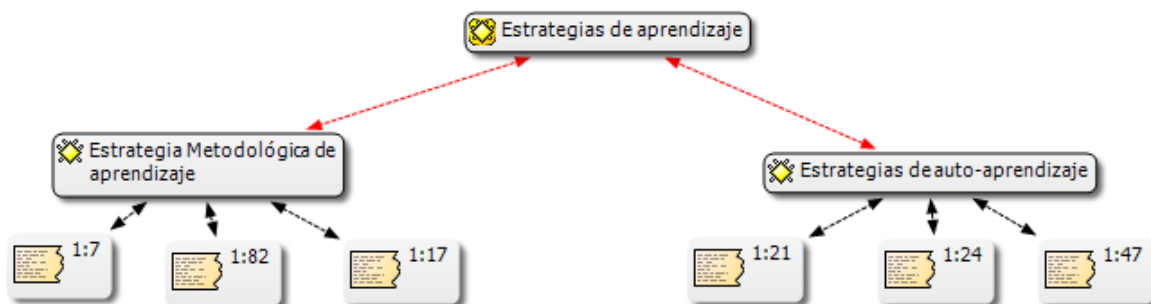 Estrategias de aprendizaje
Estrategia Metodológica de
aprendizaje
Estrategias de auto-aprendizaje
1:7
1:82
1:17
1:21
1:24
1:47